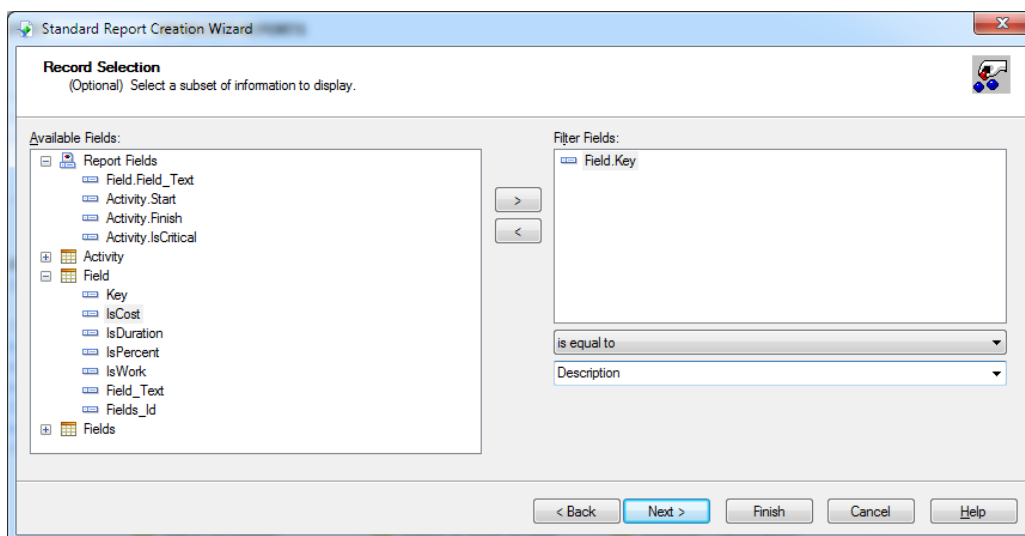 Standard Report Creation Wizard
Record Selection
(Optional) Select a subset of information to display.
Available Fields:
Report Fields
Field.Field_Text
Activity.Start
Activity.Finish
Activity.IsCritical
Activity
Field
Key
IsCost
IsDuration
IsPercent
IsWork
Field_Text
Fields_Id
Fields
>
<
Filter Fields:
Field.Key
is equal to
Description
< Back
Next >
Finish
Cancel
Help